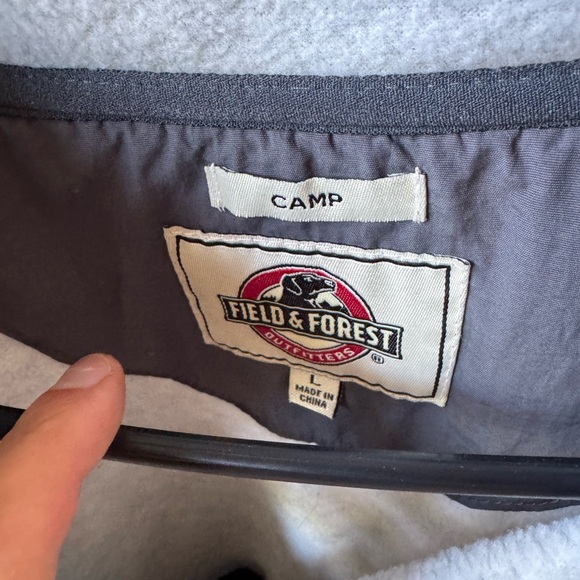 CAMP
FIELD & FOREST
OUTFITTERS
®
L
MADE IN
CHINA